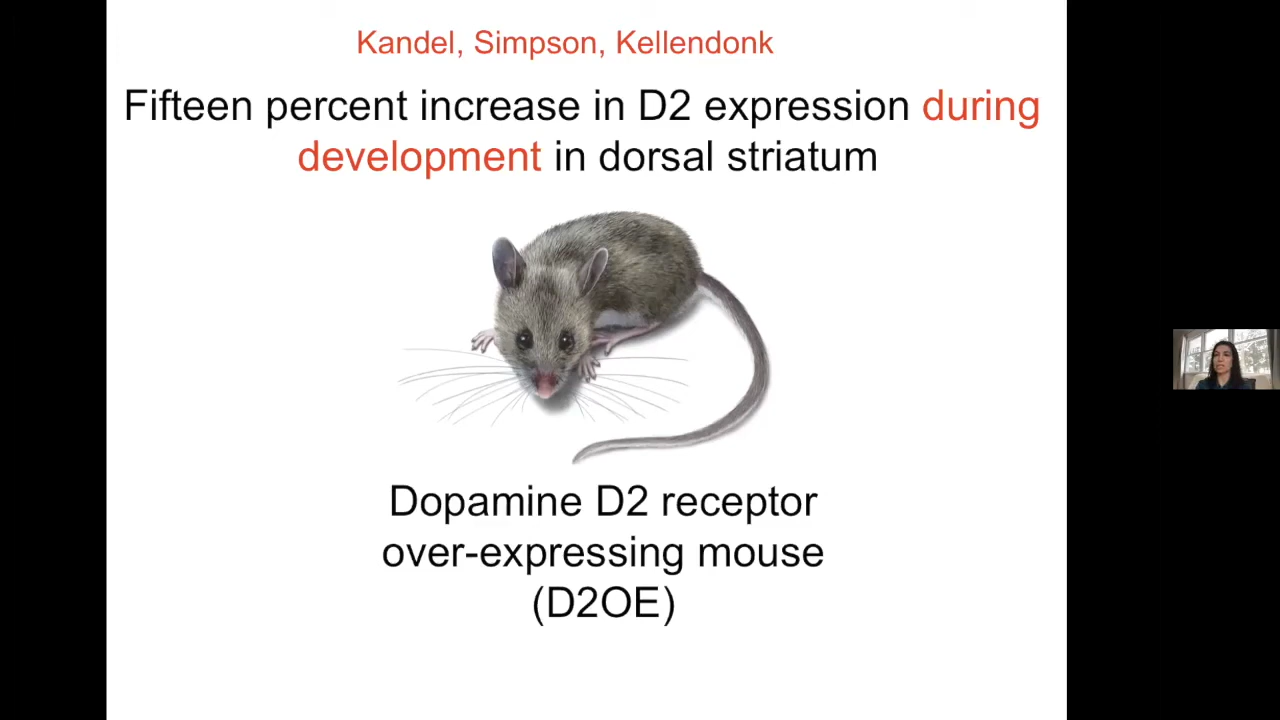 Kandel, Simpson, Kellendonk
Fifteen percent increase in D2 expression during
development in dorsal striatum
Dopamine D2 receptor
over-expressing mouse
(D2OE)